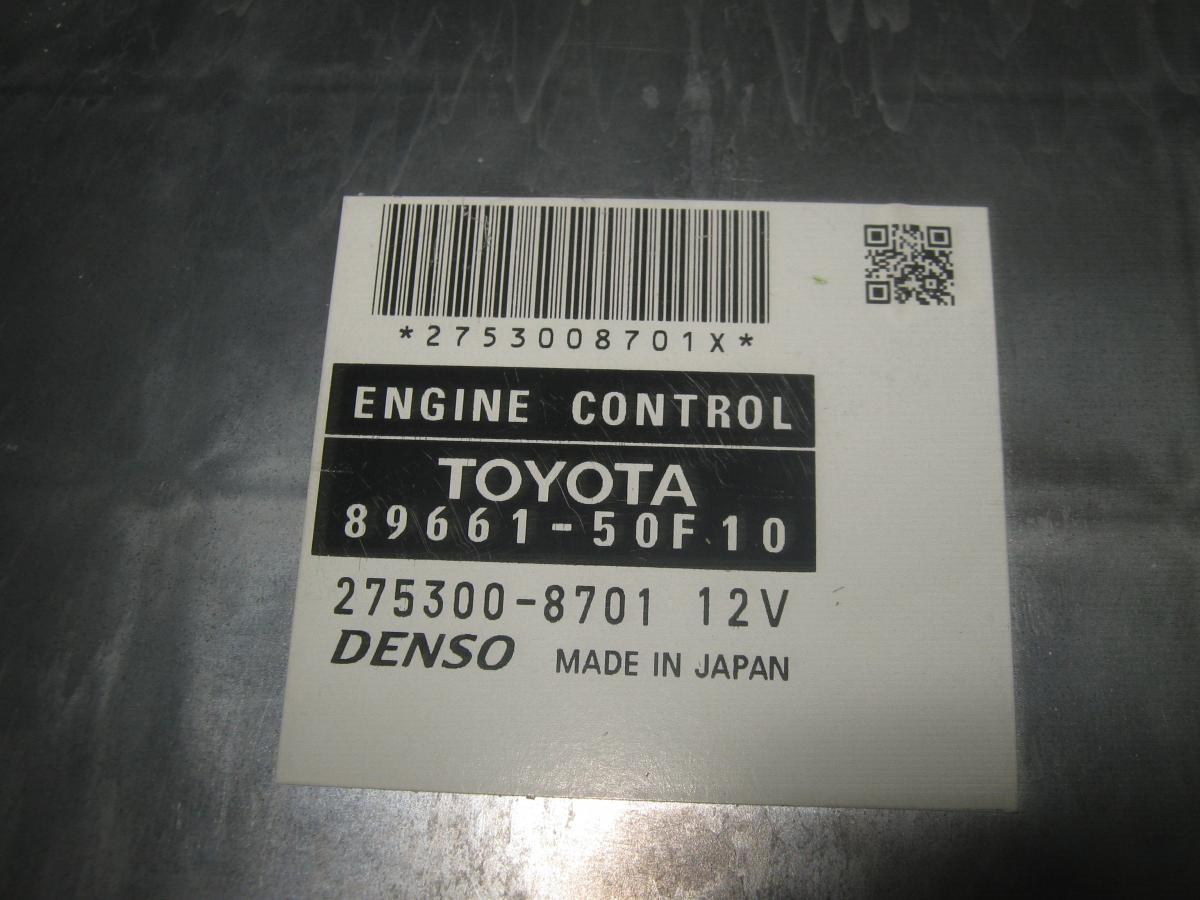 *2753008701X*
ENGINE CONTROL
TOYOTA
89661-50F10
275300-8701 12V
DENSO MADE IN JAPAN